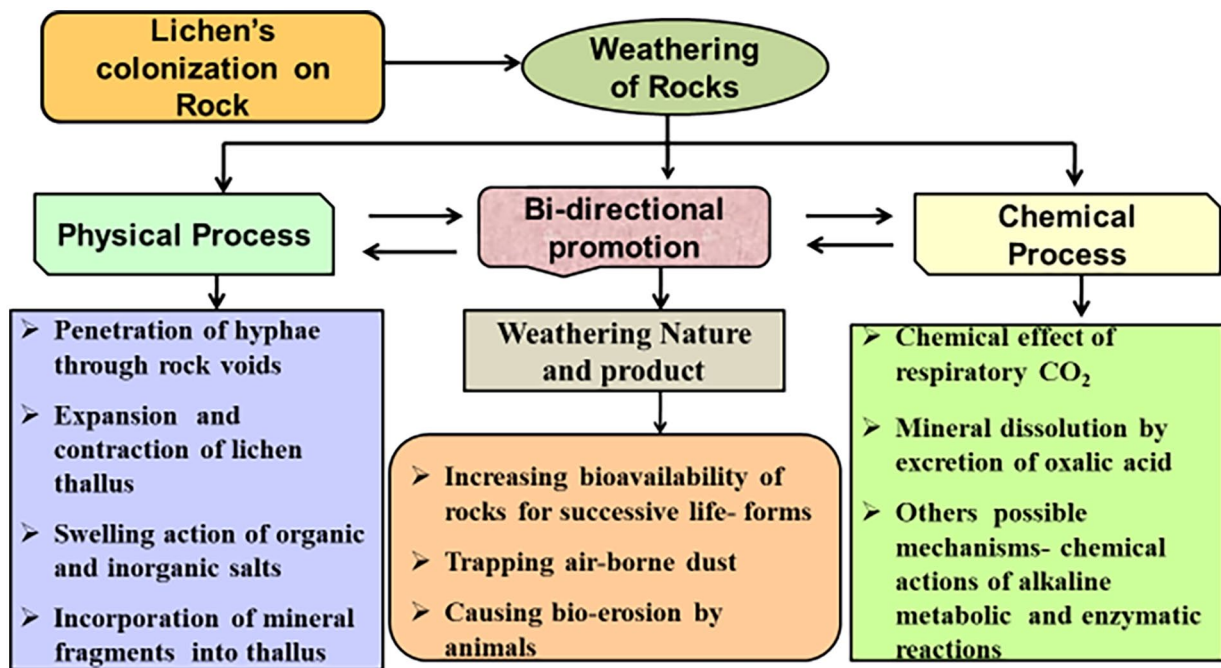 Lichen's
colonization on
Rock
Weathering
of Rocks
Physical Process
Bi-directional
promotion
Chemical
Process
➢ Penetration of hyphae
through rock voids
➢ Expansion and
contraction of lichen
thallus
➢ Swelling action of organic
and inorganic salts
➢ Incorporation of mineral
fragments into thallus
Weathering Nature
and product
➢ Increasing bioavailability of
rocks for successive life- forms
➢ Trapping air-borne dust
➢ Causing bio-erosion by
animals
➢ Chemical effect of
respiratory CO₂
➢ Mineral dissolution by
excretion of oxalic acid
➢ Others possible
mechanisms- chemical
actions of alkaline
metabolic and enzymatic
reactions